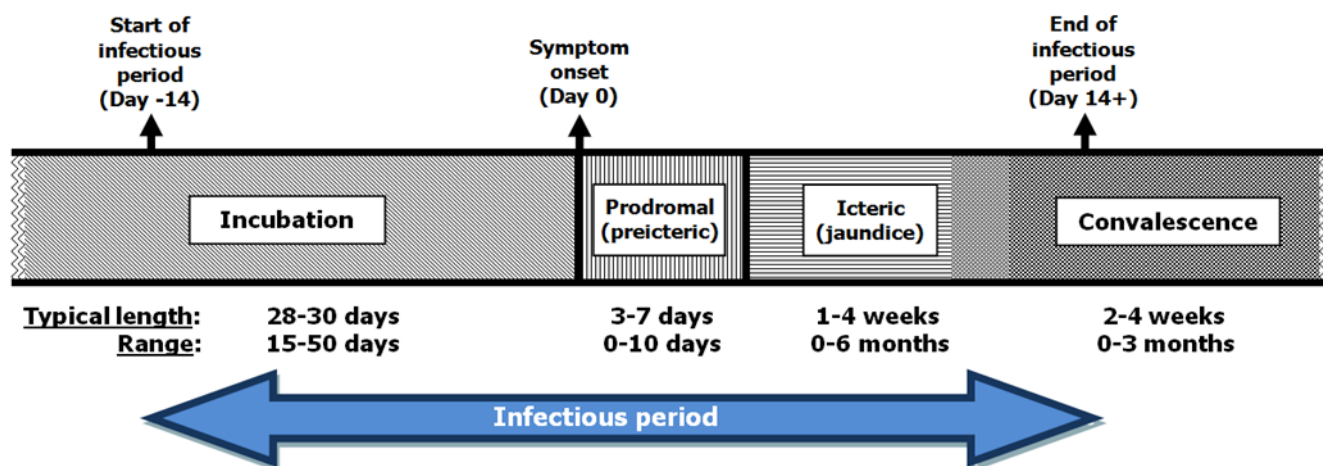 Start of
infectious
period
(Day -14)
Symptom
onset
(Day 0)
End of
infectious
period
(Day 14+)
Incubation
Prodromal
(preicteric)
Icteric
(jaundice)
Convalescence
Typical length: 28-30 days 3-7 days 1-4 weeks 2-4 weeks
Range: 15-50 days 0-10 days 0-6 months 0-3 months
Infectious period